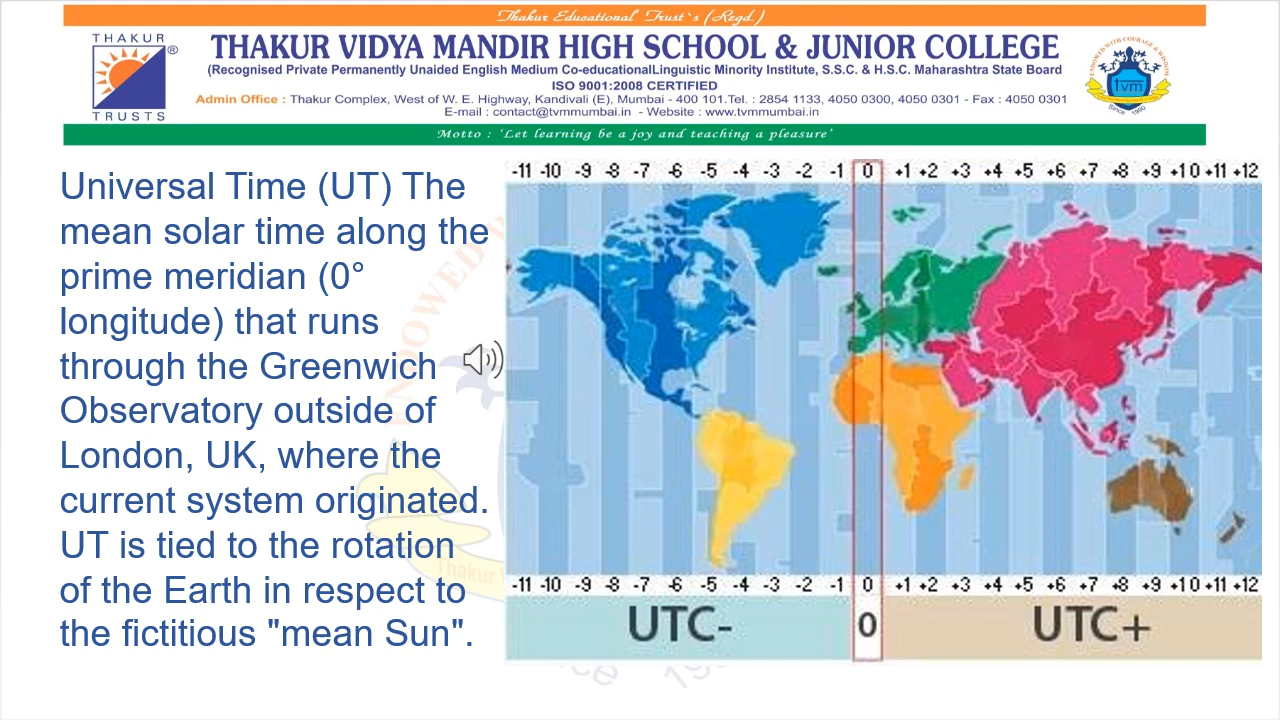 Thakur Educational Trust`s (Regd.)
THAKUR
®
TRUSTS
THAKUR VIDYA MANDIR HIGH SCHOOL & JUNIOR COLLEGE
(Recognised Private Permanently Unaided English Medium Co-educationalLinguistic Minority Institute, S.S.C. & H.S.C. Maharashtra State Board
ISO 9001:2008 CERTIFIED
Admin Office : Thakur Complex, West of W. E. Highway, Kandivali (E), Mumbai - 400 101.Tel. : 2854 1133, 4050 0300, 4050 0301 - Fax : 4050 0301
E-mail : contact@tvmmumbai.in - Website : www.tvmmumbai.in
tvm
Since 1990
Motto : ‘Let learning be a joy and teaching a pleasure’
Universal Time (UT) The
mean solar time along the
prime meridian (0°
longitude) that runs
through the Greenwich
Observatory outside of
London, UK, where the
current system originated.
UT is tied to the rotation
of the Earth in respect to
the fictitious "mean Sun".
-11 -10 -9 -8 -7 -6 -5 -4 -3 -2 -1 0 +1 +2 +3 +4 +5 +6 +7 +8 +9 +10 +11 +12
-11 -10 -9 -8 -7 -6 -5 -4 -3 -2 -1 0 +1 +2 +3 +4 +5 +6 +7 +8 +9 +10 +11 +12
UTC- 0 UTC+
ENDOWED
Thakur